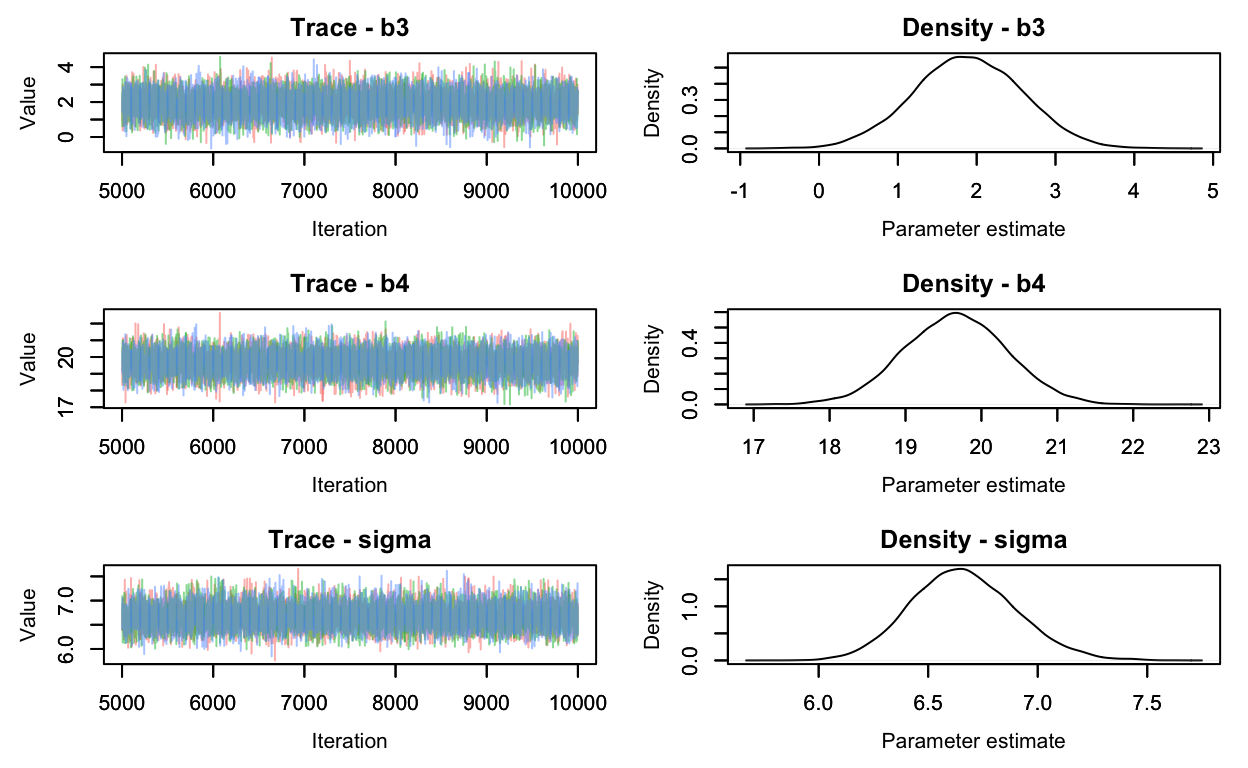 Trace - b3
Value
4
2
0
5000 6000 7000 8000 9000 10000
Iteration
Density - b3
Density
0.3
0.0
-1 0 1 2 3 4 5
Parameter estimate
Trace - b4
Value
20
17
5000 6000 7000 8000 9000 10000
Iteration
Density - b4
Density
0.4
0.0
17 18 19 20 21 22 23
Parameter estimate
Trace - sigma
Value
7.0
6.0
5000 6000 7000 8000 9000 10000
Iteration
Density - sigma
Density
1.0
0.0
6.0 6.5 7.0 7.5
Parameter estimate